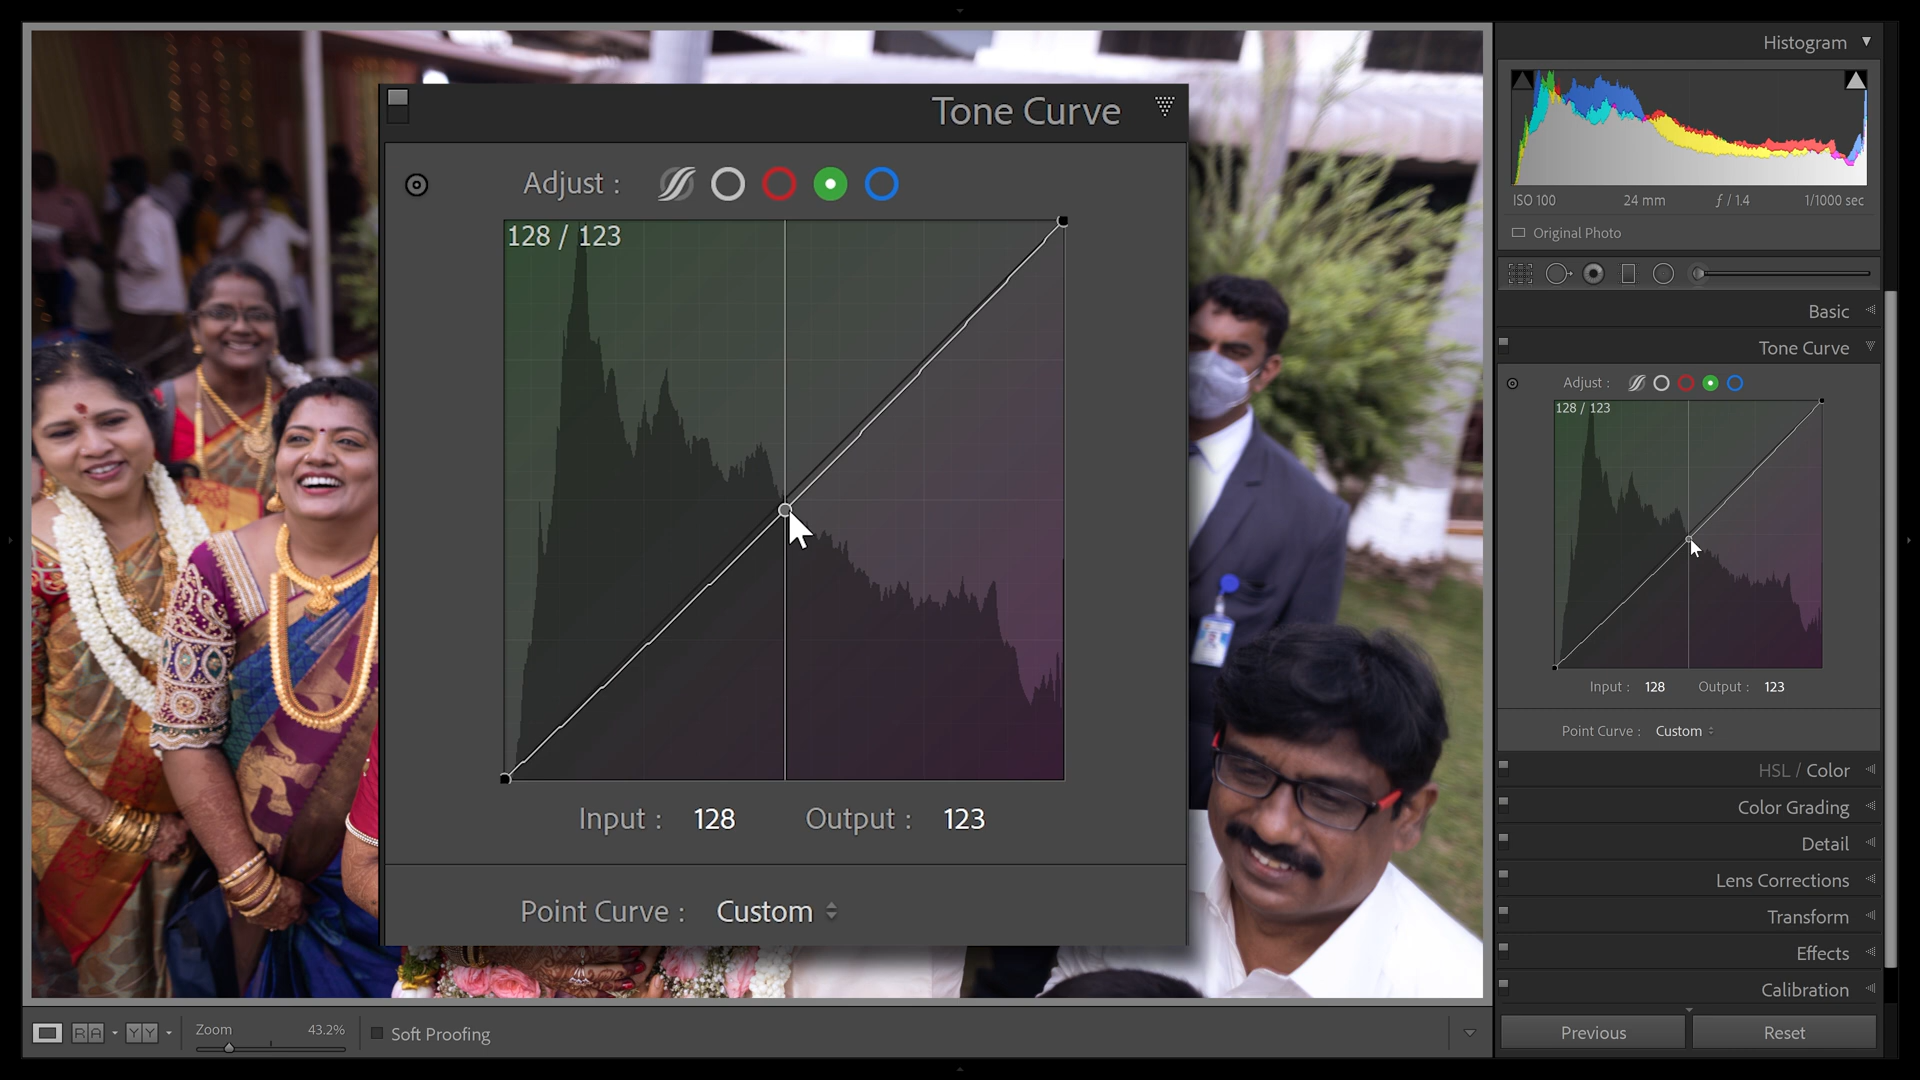 Tone Curve
Adjust :
128 / 123
Input : 128 Output : 123
Point Curve : Custom
Histogram
ISO 100 24 mm ƒ / 1.4 1/1000 sec
Original Photo
Basic
Tone Curve
Adjust :
128 / 123
Input : 128 Output : 123
Point Curve : Custom
HSL / Color
Color Grading
Detail
Lens Corrections
Transform
Effects
Calibration
R A Y Y Zoom 43.2% Soft Proofing
Previous Reset